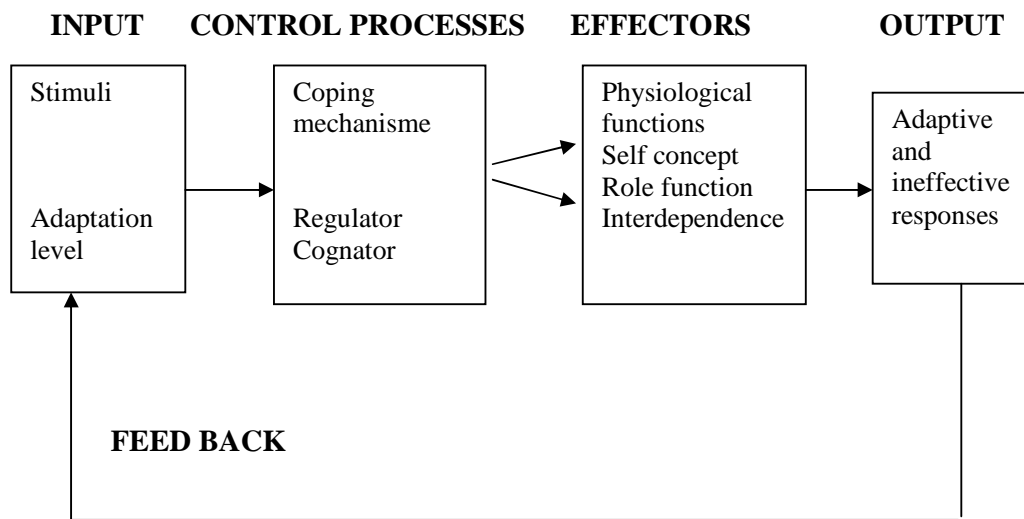 INPUT CONTROL PROCESSES EFFECTORS OUTPUT
Stimuli
Adaptation
level
Coping
mechanisme
Regulator
Cognator
Physiological
functions
Self concept
Role function
Interdependence
Adaptive
and
ineffective
responses
FEED BACK